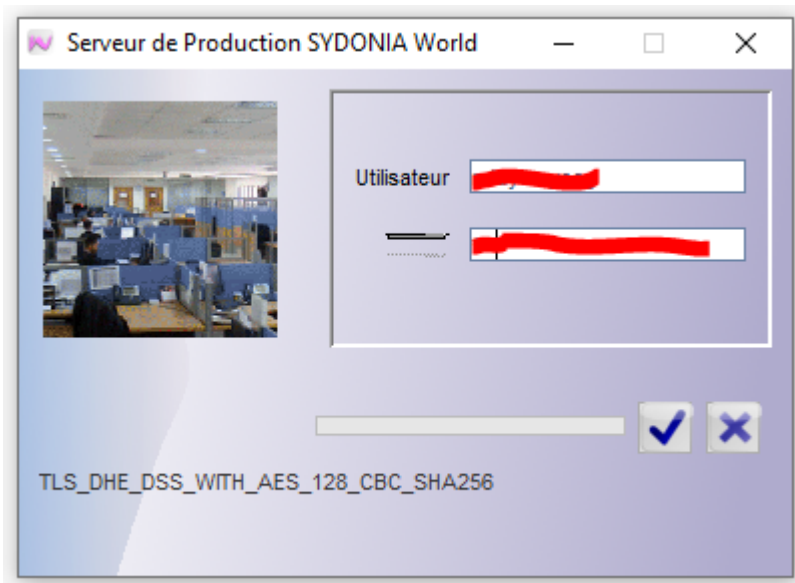 Serveur de Production SYDONIA World
Utilisateur
TLS_DHE_DSS_WITH_AES_128_CBC_SHA256